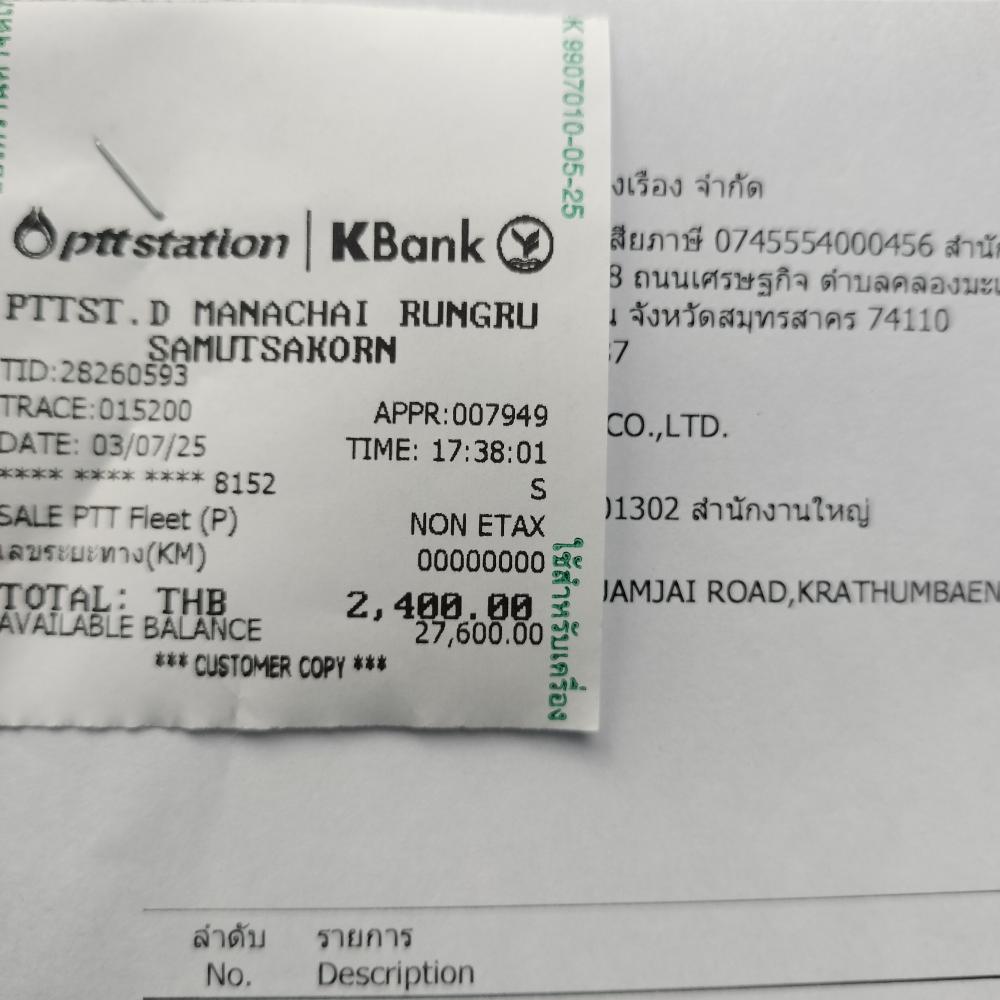 9907010-05-25
ptt station | KBank
PTTST.D MANACHAI RUNGRU
SAMUTSAKORN
TID:28260593
TRACE:015200 APPR:007949
DATE: 03/07/25 TIME: 17:38:01
**** **** **** 8152 S
SALE PTT Fleet (P) NON ETAX
เลขระยะทาง(KM) 00000000
TOTAL: THB 2,400.00
AVAILABLE BALANCE 27,600.00
*** CUSTOMER COPY ***
ใช้สำหรับเครื่อง
งเรือง จำกัด
สียภาษี 0745554000456
8 ถนนเศรษฐกิจ ตำบลคลองมะเ
จังหวัดสมุทรสาคร 74110
7
CO.,LTD.
01302 สำนักงานใหญ่
JAMJAI ROAD,KRATHUMBAEN
ลำดับ รายการ
No. Description